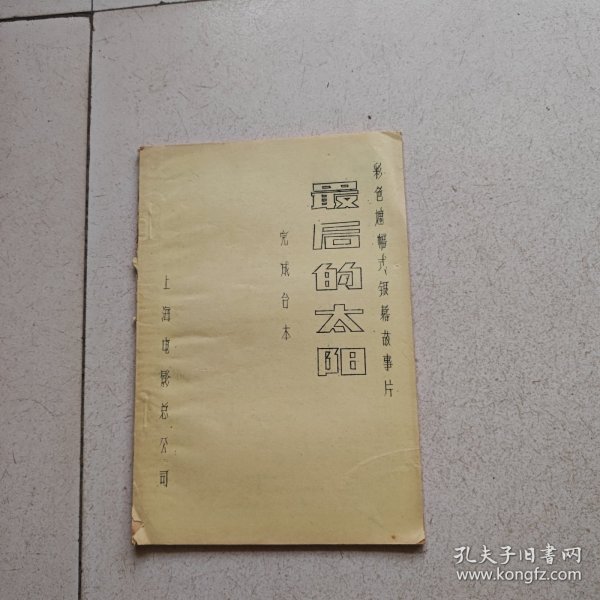 彩色遮幅式银幕故事片
最后的太阳
完成台本
上海电影总公司
孔夫子旧书网
www.kongfz.com